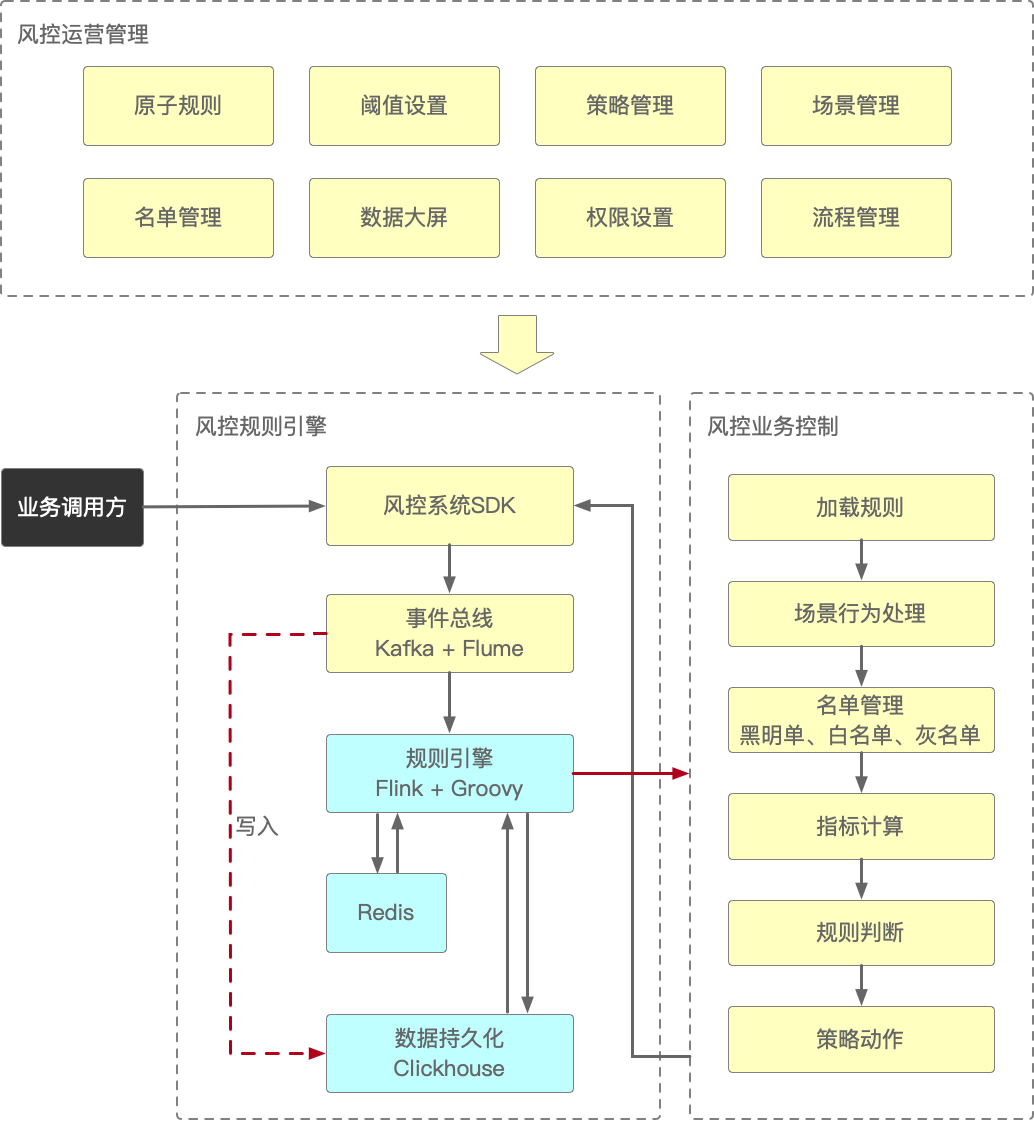 风控运营管理
原子规则
阈值设置
策略管理
场景管理
名单管理
数据大屏
权限设置
流程管理
风控规则引擎
业务调用方
风控系统SDK
事件总线
Kafka + Flume
规则引擎
Flink + Groovy
写入
Redis
数据持久化
Clickhouse
风控业务控制
加载规则
场景行为处理
名单管理
黑明单、白名单、灰名单
指标计算
规则判断
策略动作